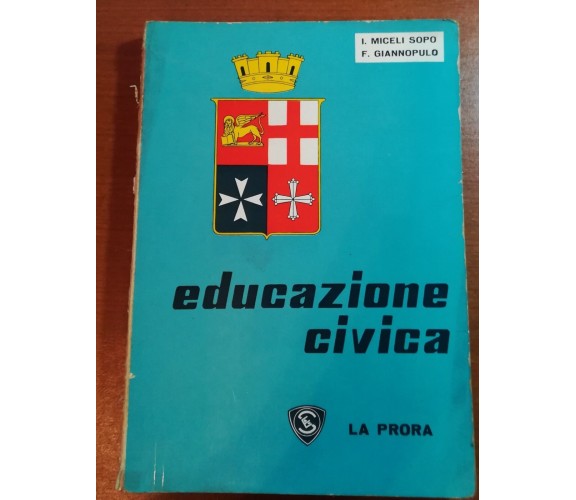 I. MICELI SOPO
F. GIANNOPULO
educazione
civica
LA PRORA